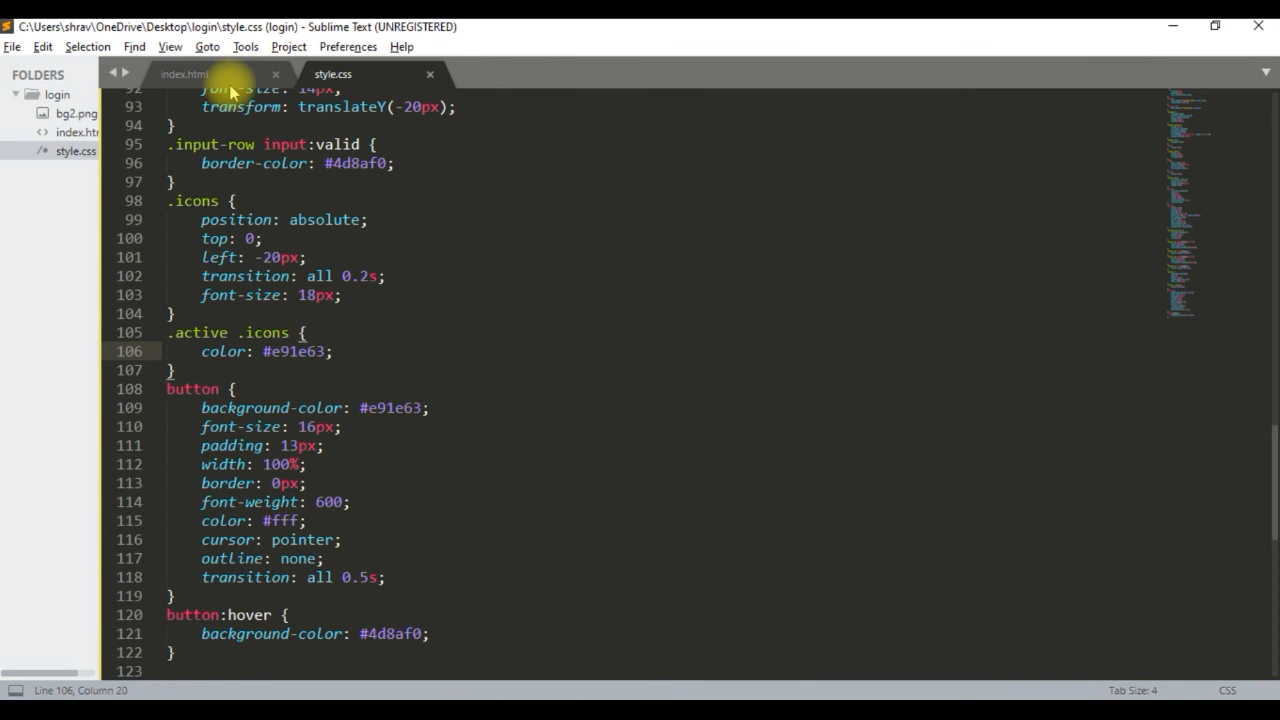 C:\Users\shrav\OneDrive\Desktop\login\style.css (login) - Sublime Text (UNREGISTERED)
File Edit Selection Find View Goto Tools Project Preferences Help
FOLDERS
login
bg2.png
index.htm
style.css
index.html
style.css
92 font-size: 14px;
93 transform: translateY(-20px);
94 }
95 .input-row input:valid {
96 border-color: #4d8af0;
97 }
98 .icons {
99 position: absolute;
100 top: 0;
101 left: -20px;
102 transition: all 0.2s;
103 font-size: 18px;
104 }
105 .active .icons {
106 color: #e91e63;
107 }
108 button {
109 background-color: #e91e63;
110 font-size: 16px;
111 padding: 13px;
112 width: 100%;
113 border: 0px;
114 font-weight: 600;
115 color: #fff;
116 cursor: pointer;
117 outline: none;
118 transition: all 0.5s;
119 }
120 button:hover {
121 background-color: #4d8af0;
122 }
123
Line 106, Column 20
Tab Size: 4
CSS